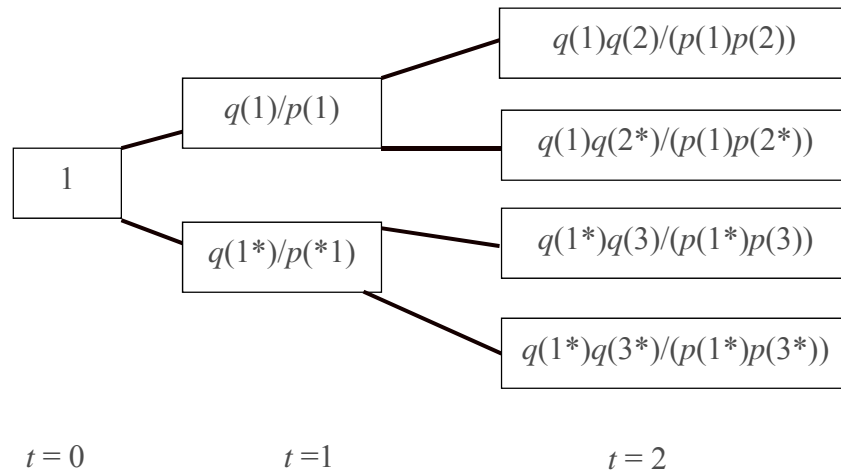 q(1)q(2)/(p(1)p(2))
q(1)/p(1)
q(1)q(2*)/(p(1)p(2*))
1
q(1*)/p(*1)
q(1*)q(3)/(p(1*)p(3))
q(1*)q(3*)/(p(1*)p(3*))
t = 0 t =1 t = 2